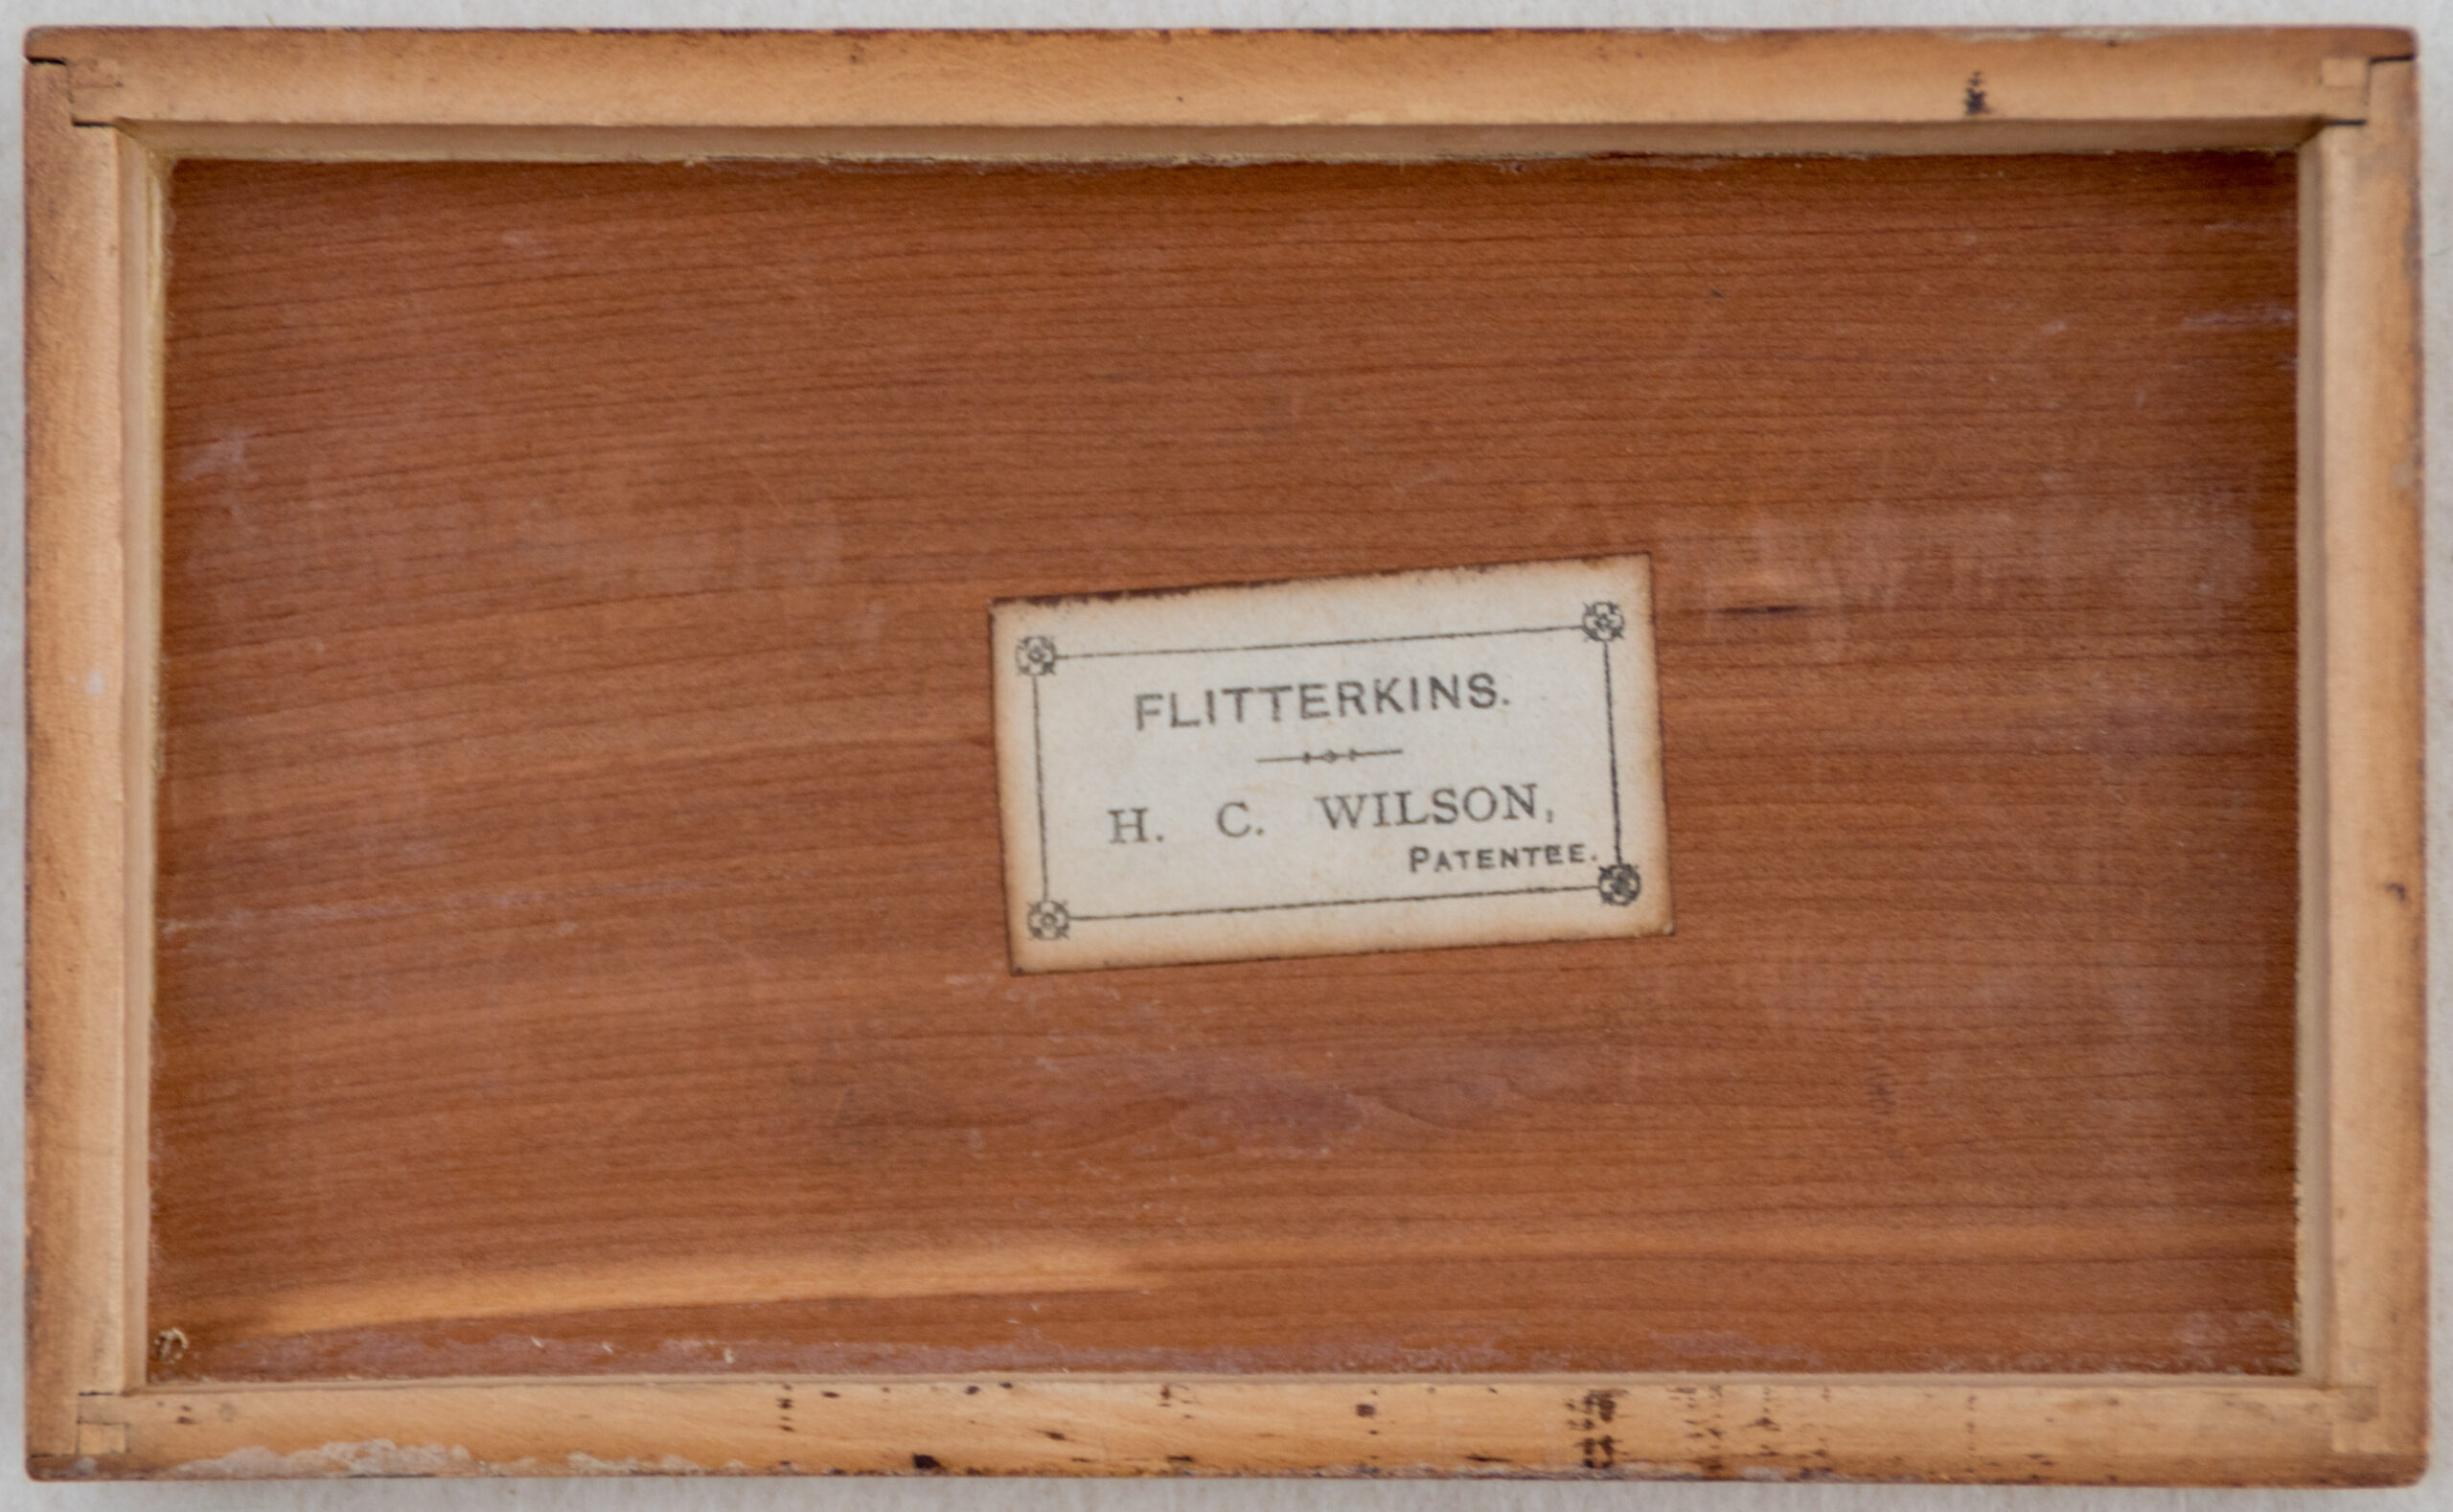 FLITTERKINS.
H. C. WILSON,
PATENTEE.